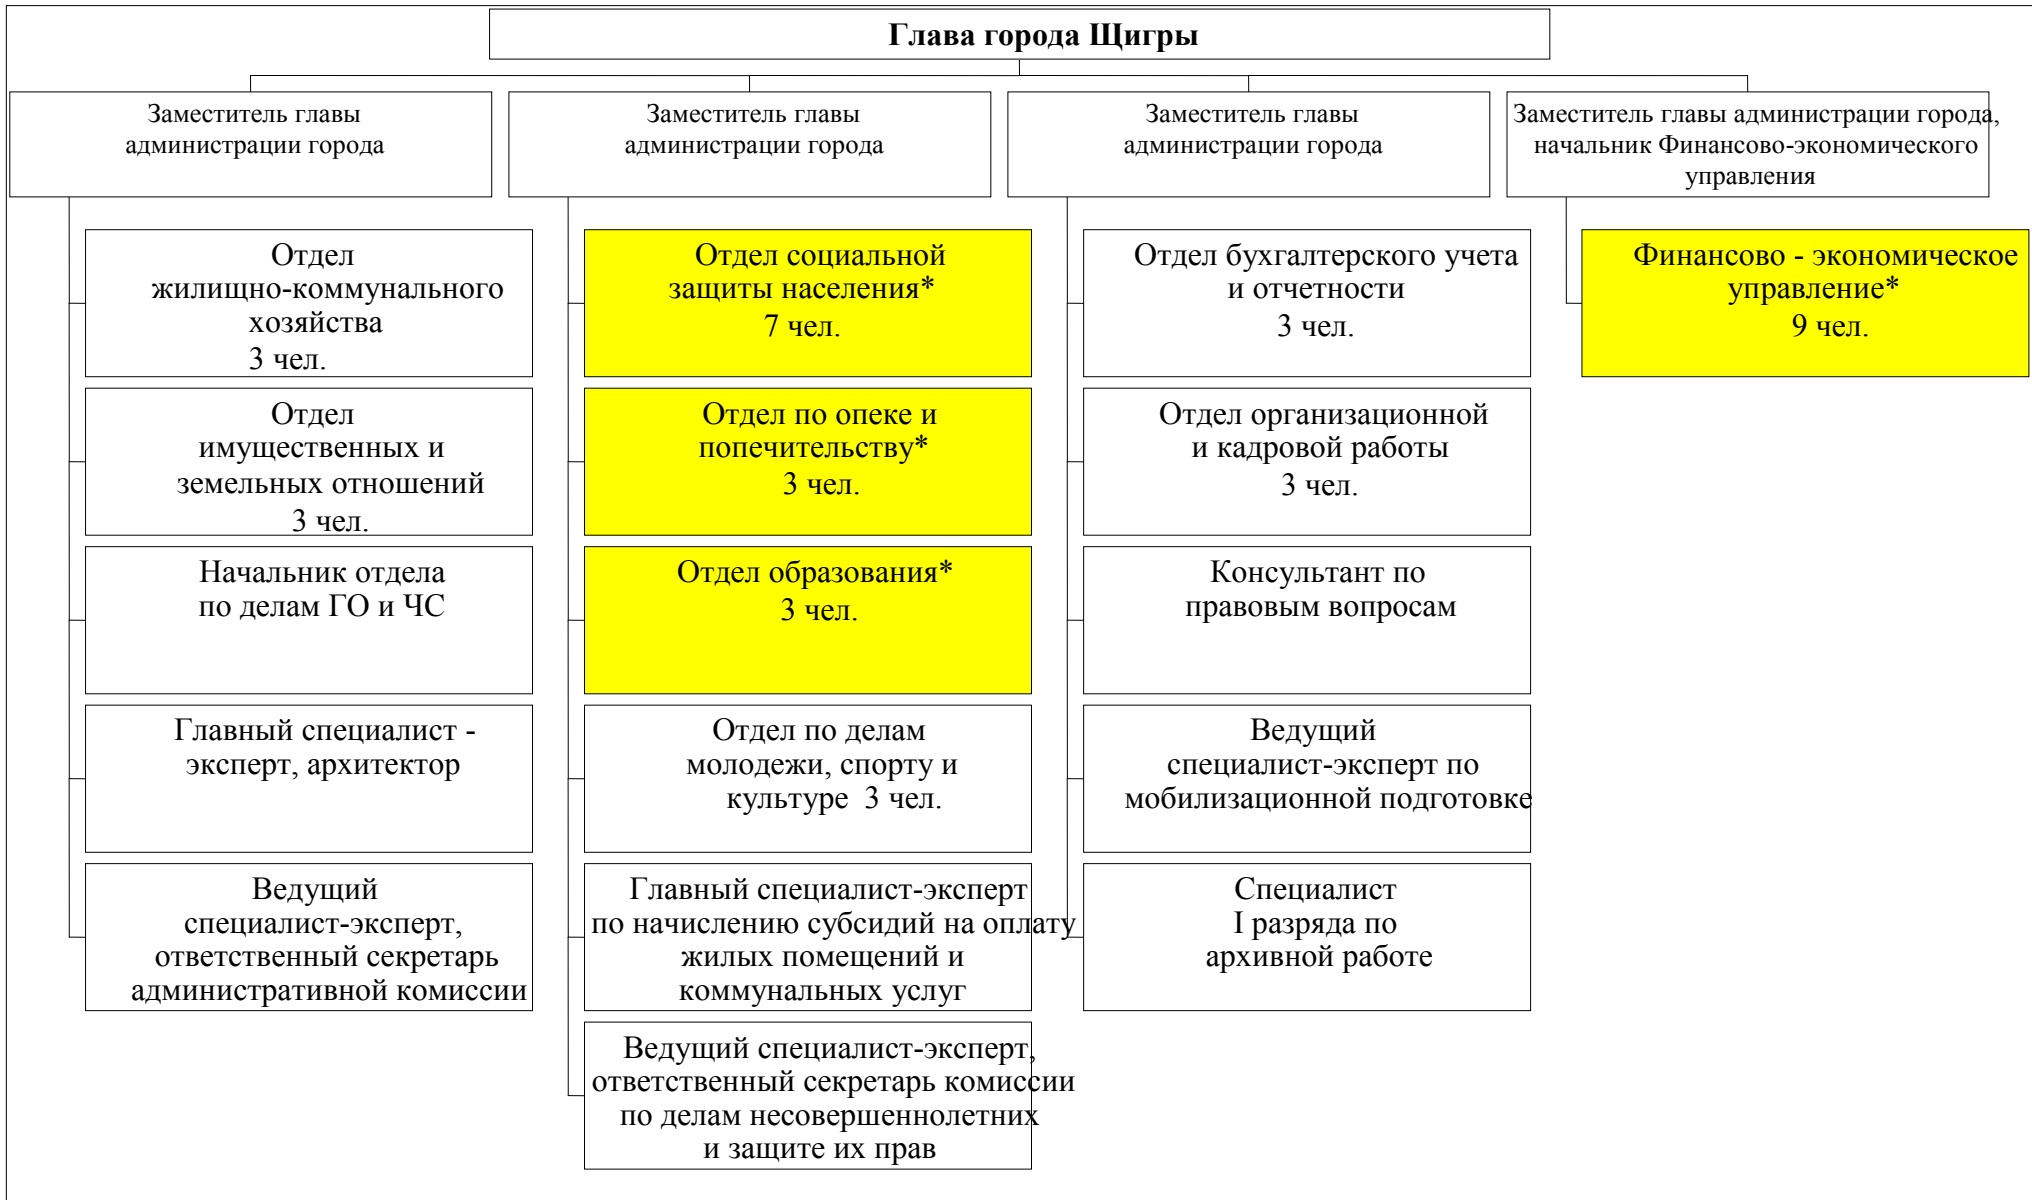 Глава города Щигры
Заместитель главы
администрации города
Отдел
жилищно-коммунального
хозяйства
3 чел.
Отдел
имущественных и
земельных отношений
3 чел.
Начальник отдела
по делам ГО и ЧС
Главный специалист -
эксперт, архитектор
Ведущий
специалист-эксперт,
ответственный секретарь
административной комиссии
Заместитель главы
администрации города
Отдел социальной
защиты населения*
7 чел.
Отдел по опеке и
попечительству*
3 чел.
Отдел образования*
3 чел.
Отдел по делам
молодежи, спорту и
культуре 3 чел.
Главный специалист-эксперт
по начислению субсидий на оплату
жилых помещений и
коммунальных услуг
Ведущий специалист-эксперт,
ответственный секретарь комиссии
по делам несовершеннолетних
и защите их прав
Заместитель главы
администрации города
Отдел бухгалтерского учета
и отчетности
3 чел.
Отдел организационной
и кадровой работы
3 чел.
Консультант по
правовым вопросам
Ведущий
специалист-эксперт по
мобилизационной подготовке
Специалист
I разряда по
архивной работе
Заместитель главы администрации города,
начальник Финансово-экономического
управления
Финансово - экономическое
управление*
9 чел.